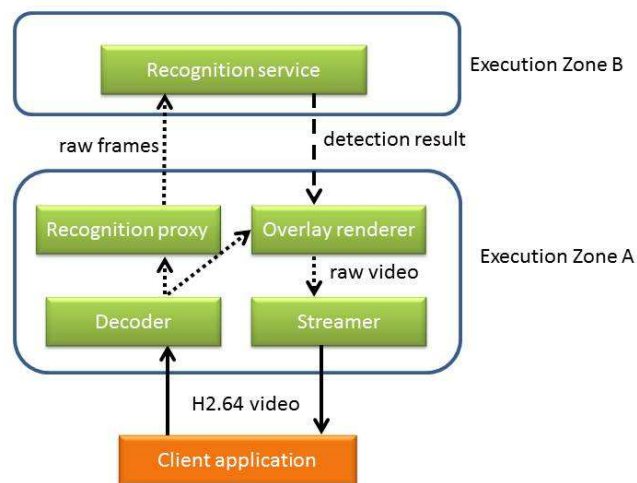 Recognition service
Execution Zone B
raw frames
detection result
Recognition proxy
Overlay renderer
Execution Zone A
raw video
Decoder
Streamer
H2.64 video
Client application